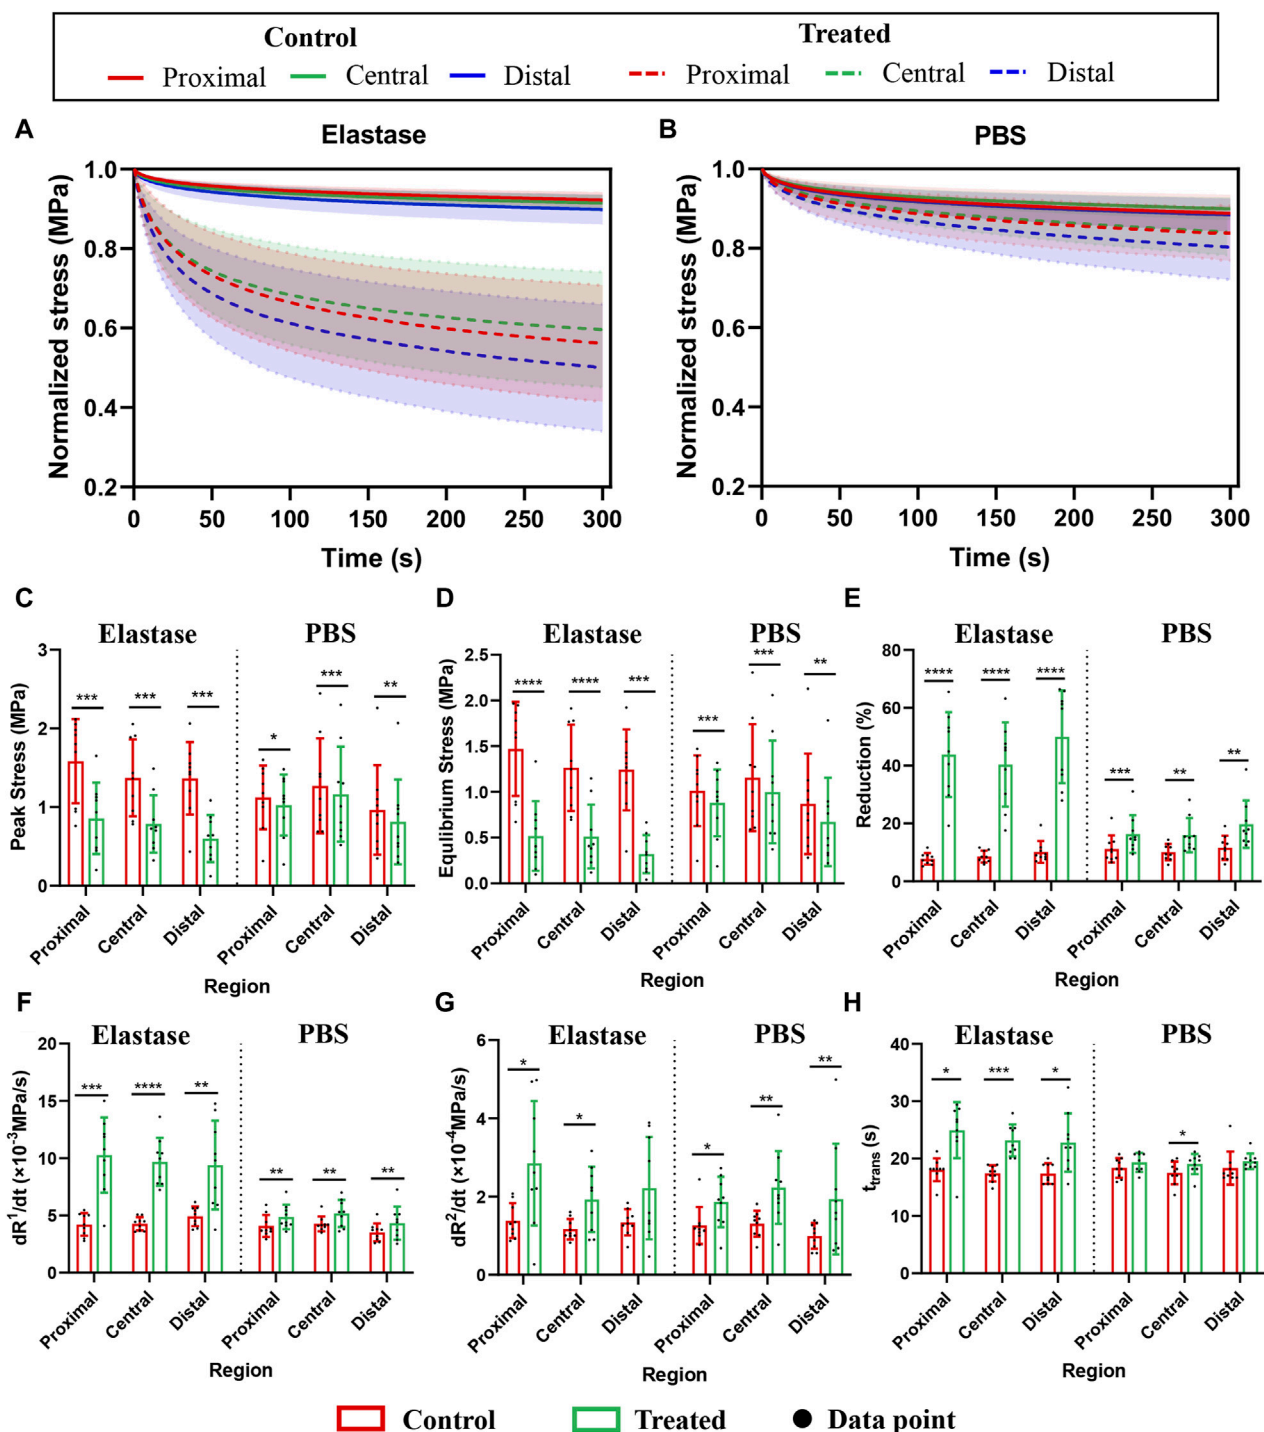 Control Treated
Proximal Central Distal Proximal Central Distal
A Elastase
Normalized stress (MPa)
1.0
0.8
0.6
0.4
0.2
0 50 100 150 200 250 300
Time (s)
B PBS
Normalized stress (MPa)
1.0
0.8
0.6
0.4
0.2
0 50 100 150 200 250 300
Time (s)
C
Elastase PBS
Peak Stress (MPa)
3
2
1
0
*** *** *** * *** **
Proximal Central Distal Proximal Central Distal
Region
D
Elastase PBS
Equlibrium Stress (MPa)
2.5
2.0
1.5
1.0
0.5
0.0
**** **** *** *** *** **
Proximal Central Distal Proximal Central Distal
Region
E
Elastase PBS
Reduction (%)
80
60
40
20
0
**** **** **** *** ** **
Proximal Central Distal Proximal Central Distal
Region
F
Elastase PBS
dR¹/dt (×10⁻³MPa/s)
20
15
10
5
0
*** **** ** ** ** **
Proximal Central Distal Proximal Central Distal
Region
G
Elastase PBS
dR²/dt (×10⁻⁴MPa/s)
6
4
2
0
* * * ** **
Proximal Central Distal Proximal Central Distal
Region
H
Elastase PBS
t_trans (s)
40
30
20
10
0
* *** * *
Proximal Central Distal Proximal Central Distal
Region
Control Treated Data point